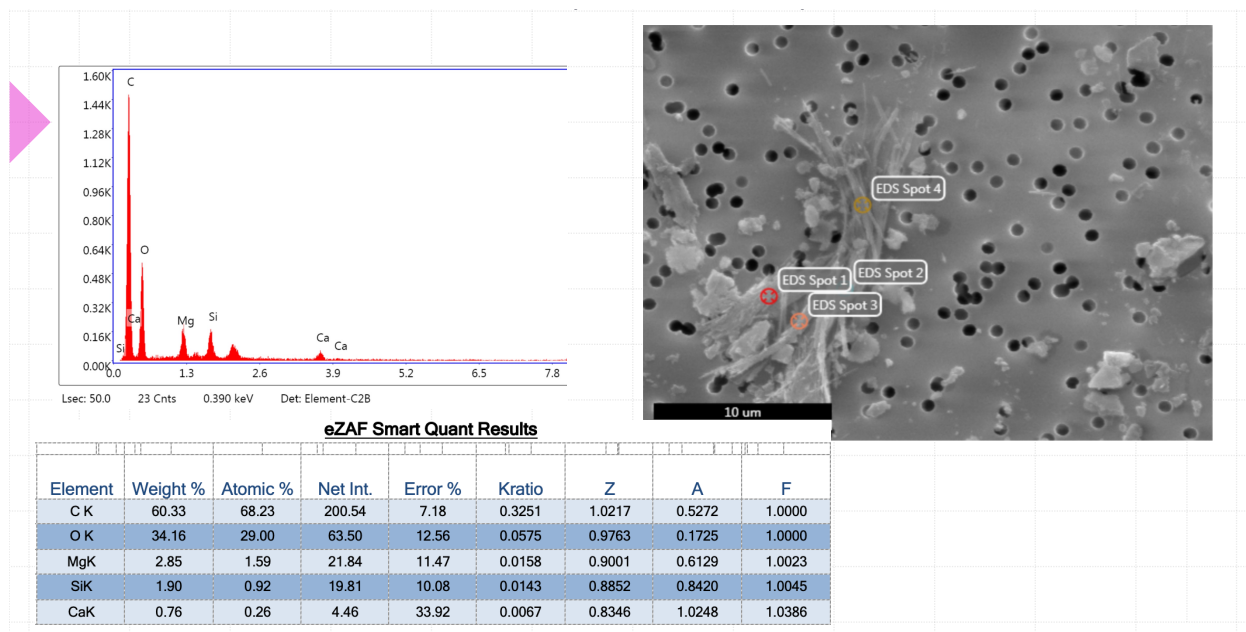 1.60K
C
1.44K
1.28K
1.12K
0.96K
0.80K
0.64K
O
0.48K
0.32K
Ca
Mg
Si
0.16K
Si
Ca
Ca
0.00K
0.0 1.3 2.6 3.9 5.2 6.5 7.8
Lsec: 50.0 23 Cnts 0.390 keV Det: Element-C2B
EDS Spot 4
EDS Spot 2
EDS Spot 1
EDS Spot 3
10 um
eZAF Smart Quant Results
Element Weight % Atomic % Net Int. Error % Kratio Z A F
C K 60.33 68.23 200.54 7.18 0.3251 1.0217 0.5272 1.0000
O K 34.16 29.00 63.50 12.56 0.0575 0.9763 0.1725 1.0000
MgK 2.85 1.59 21.84 11.47 0.0158 0.9001 0.6129 1.0023
SiK 1.90 0.92 19.81 10.08 0.0143 0.8852 0.8420 1.0045
CaK 0.76 0.26 4.46 33.92 0.0067 0.8346 1.0248 1.0386